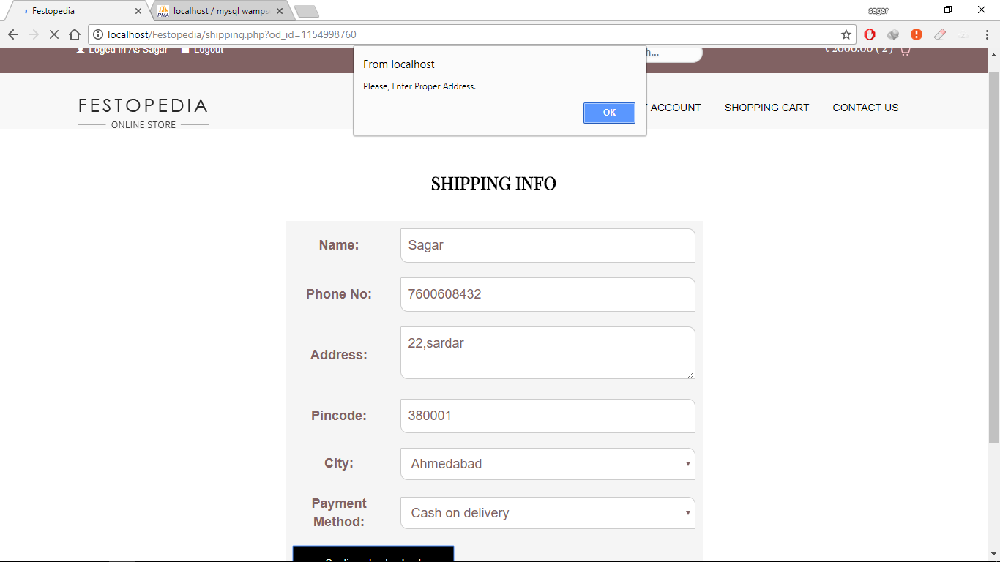 Festopedia
localhost / mysql wamps
sagar
localhost/Festopedia/shipping.php?od_id=1154998760
Loged In As Sagar Logout
2000.00 ( 2 )
From localhost
Please, Enter Proper Address.
OK
FESTOPEDIA
ONLINE STORE
ACCOUNT SHOPPING CART CONTACT US
SHIPPING INFO
Name: Sagar
Phone No: 7600608432
Address: 22,sardar
Pincode: 380001
City: Ahmedabad
Payment Method: Cash on delivery